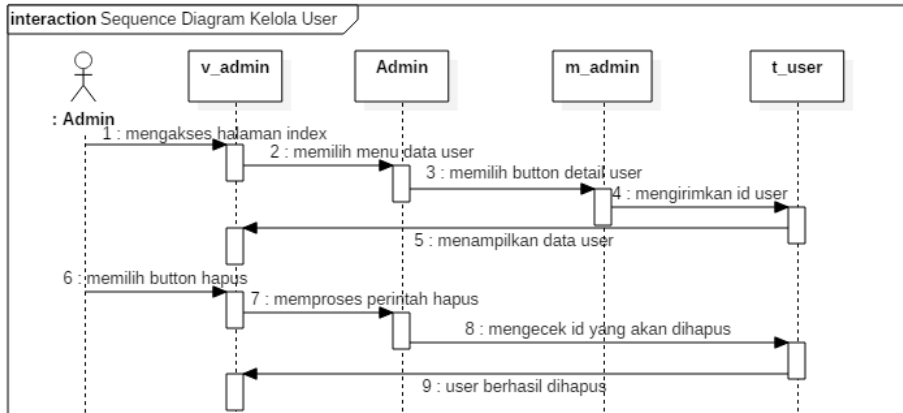 interaction Sequence Diagram Kelola User
v_admin
Admin
m_admin
t_user
: Admin
1 : mengakses halaman index
2 : memilih menu data user
3 : memilih button detail user
4 : mengirimkan id user
5 : menampilkan data user
6 : memilih button hapus
7 : memproses perintah hapus
8 : mengecek id yang akan dihapus
9 : user berhasil dihapus